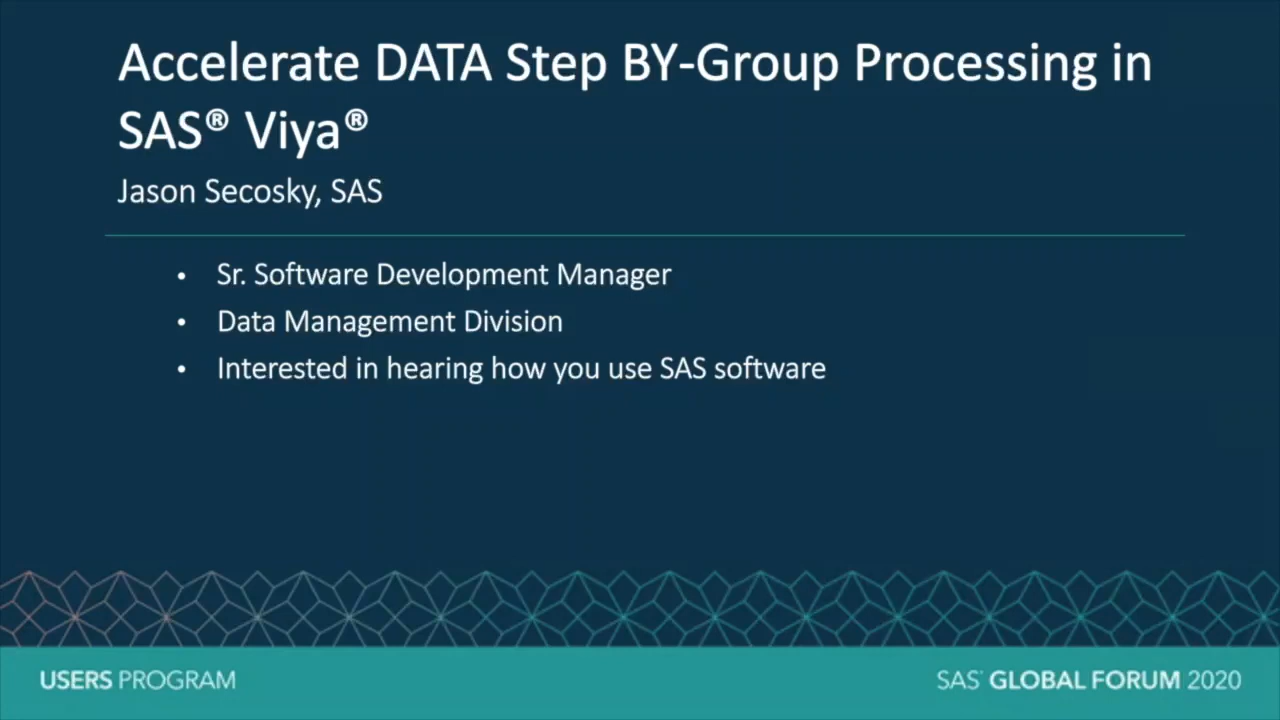 Accelerate DATA Step BY-Group Processing in
SAS® Viya®
Jason Secosky, SAS
• Sr. Software Development Manager
• Data Management Division
• Interested in hearing how you use SAS software
USERS PROGRAM
SAS® GLOBAL FORUM 2020